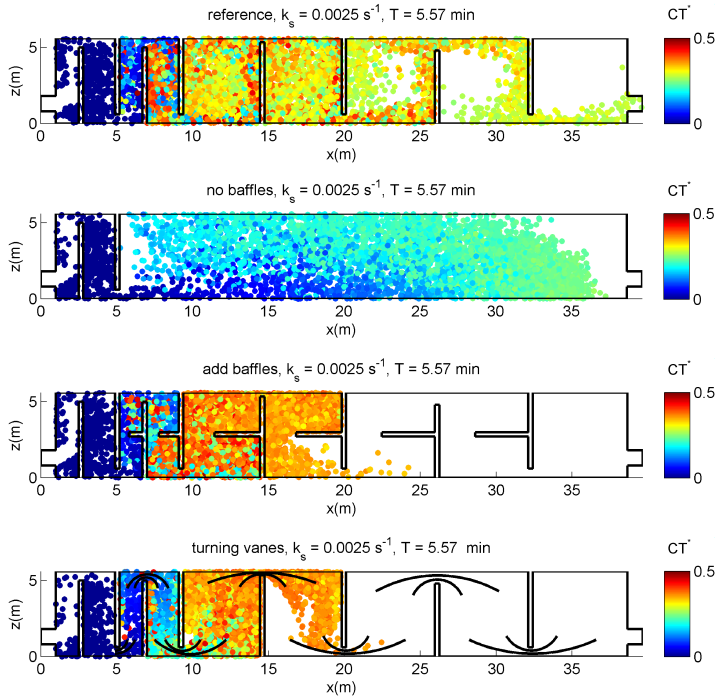 reference, kₛ = 0.0025 s⁻¹, T = 5.57 min
CT*
z(m)
5
0
0 5 10 15 20 25 30 35
x(m)
0.5
0
no baffles, kₛ = 0.0025 s⁻¹, T = 5.57 min
CT*
z(m)
5
0
0 5 10 15 20 25 30 35
x(m)
0.5
0
add baffles, kₛ = 0.0025 s⁻¹, T = 5.57 min
CT*
z(m)
5
0
0 5 10 15 20 25 30 35
x(m)
0.5
0
turning vanes, kₛ = 0.0025 s⁻¹, T = 5.57 min
CT*
z(m)
5
0
0 5 10 15 20 25 30 35
x(m)
0.5
0